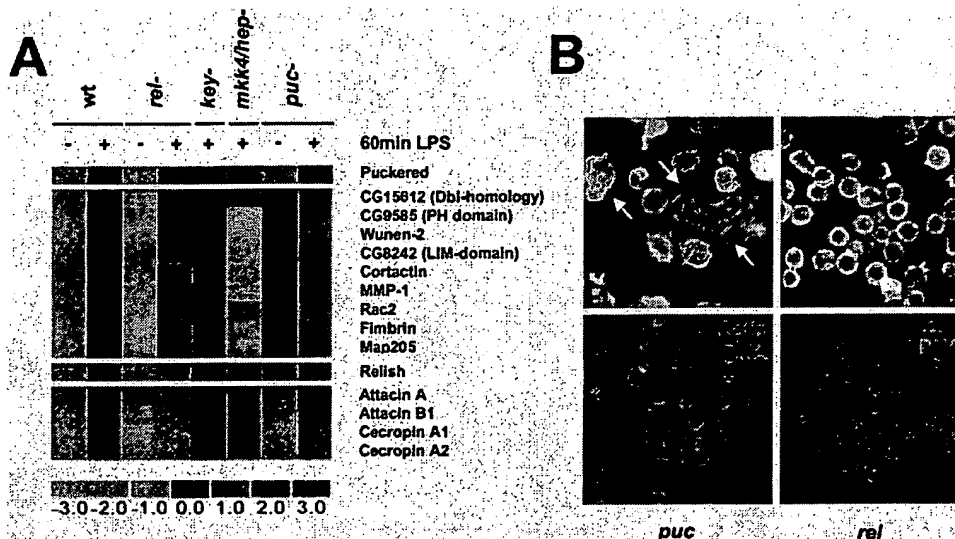 A
B
wt
rel-
key-
mkk4/hep-
puc-
- + - + + + - +
60min LPS
Puckered
CG15612 (Dbl-homology)
CG9585 (PH domain)
Wunen-2
CG8242 (LIM-domain)
Cortactin
MMP-1
Rac2
Fimbrin
Map205
Relish
Attacin A
Attacin B1
Cecropin A1
Cecropin A2
-3.0 -2.0 -1.0 0.0 1.0 2.0 3.0
puc
rel